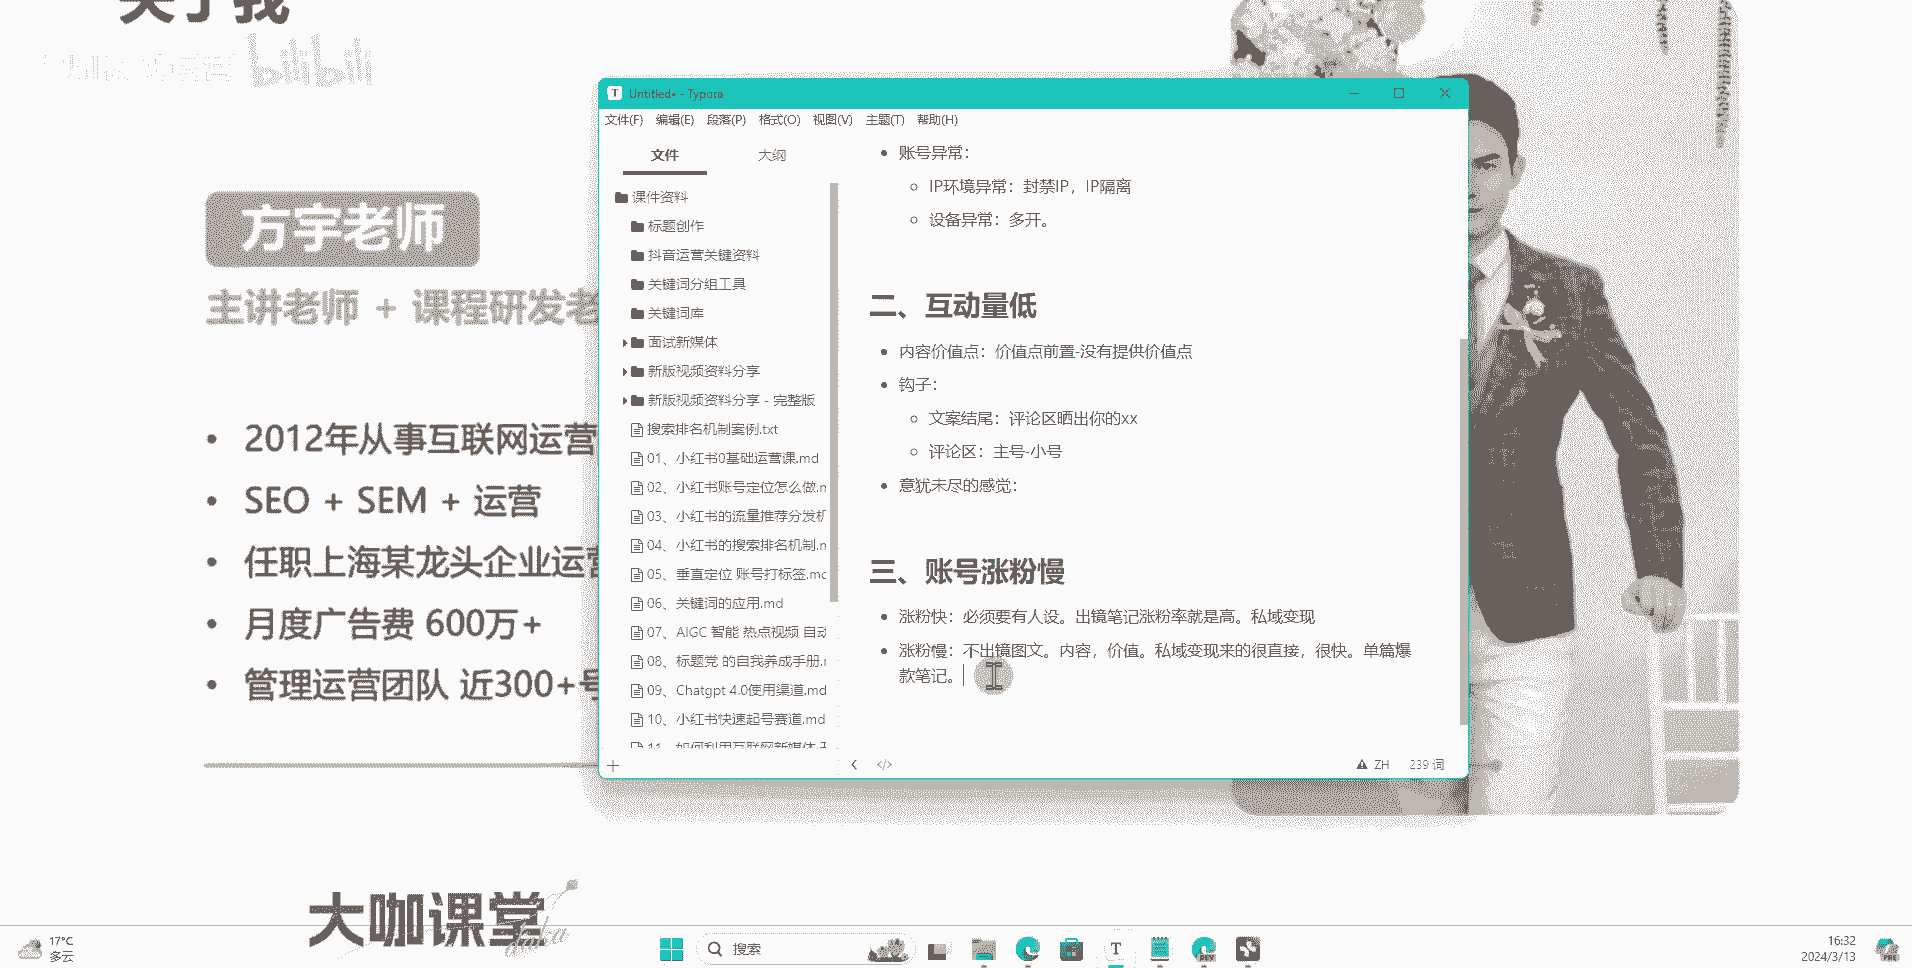 关于我
bilibili
方宇老师
主讲老师 + 课程研发老
2012年从事互联网运营
SEO + SEM + 运营
任职上海某龙头企业运营
月度广告费 600万+
管理运营团队 近300+号
大咖课堂
Untitled• - Typora
文件(F) 编辑(E) 段落(P) 格式(O) 视图(V) 主题(T) 帮助(H)
文件 大纲
课件资料
标题创作
抖音运营关键资料
关键词分组工具
关键词库
面试新媒体
新版视频资料分享
新版视频资料分享 - 完整版
搜索排名机制案例.txt
01、小红书0基础运营课.md
02、小红书账号定位怎么做.m
03、小红书的流量推荐分发机
04、小红书的搜索排名机制.m
05、垂直定位 账号打标签.mc
06、关键词的应用.md
07、AIGC 智能 热点视频 自动
08、标题党 的自我养成手册.r
09、Chatgpt 4.0使用渠道.md
10、小红书快速起号赛道.md
11、如何利用互联网新媒体
账号异常：
IP环境异常：封禁IP，IP隔离
设备异常：多开。
二、互动量低
内容价值点：价值点前置-没有提供价值点
钩子：
文案结尾：评论区晒出你的xx
评论区：主号-小号
意犹未尽的感觉：
三、账号涨粉慢
涨粉快：必须要有人设。出镜笔记涨粉率就是高。私域变现
涨粉慢：不出镜图文。内容，价值。私域变现来的很直接，很快。单篇爆
款笔记。
ZH 239 词
17°C
多云
搜索
16:32
2024/3/13